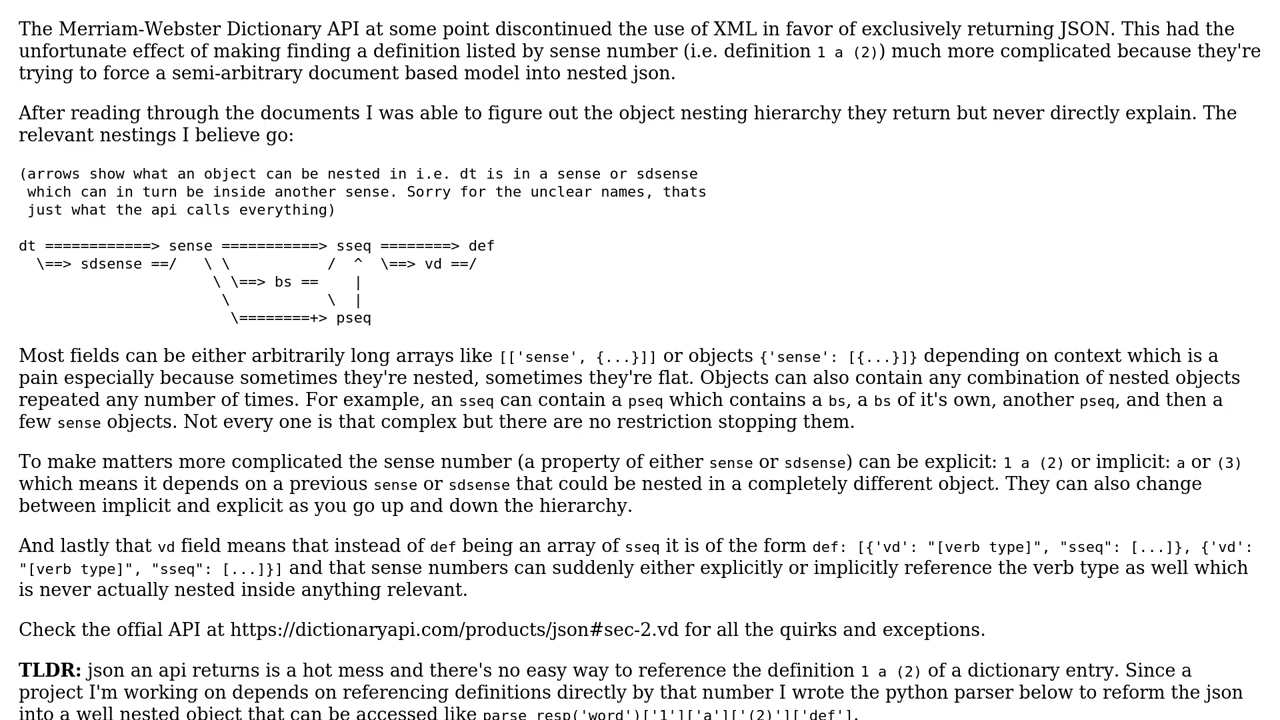 The Merriam-Webster Dictionary API at some point discontinued the use of XML in favor of exclusively returning JSON. This had the
unfortunate effect of making finding a definition listed by sense number (i.e. definition 1 a (2)) much more complicated because they're
trying to force a semi-arbitrary document based model into nested json.
After reading through the documents I was able to figure out the object nesting hierarchy they return but never directly explain. The
relevant nestings I believe go:
(arrows show what an object can be nested in i.e. dt is in a sense or sdsense
 which can in turn be inside another sense. Sorry for the unclear names, thats
 just what the api calls everything)
dt ============> sense ===========> sseq ========> def
  \==> sdsense ==/   \ \           /  ^  \==> vd ==/
                      \ \==> bs ==    |
                       \           \  |
                        \========+> pseq
Most fields can be either arbitrarily long arrays like [['sense', {...}]] or objects {'sense': [{...}]} depending on context which is a
pain especially because sometimes they're nested, sometimes they're flat. Objects can also contain any combination of nested objects
repeated any number of times. For example, an sseq can contain a pseq which contains a bs, a bs of it's own, another pseq, and then a
few sense objects. Not every one is that complex but there are no restriction stopping them.
To make matters more complicated the sense number (a property of either sense or sdsense) can be explicit: 1 a (2) or implicit: a or (3)
which means it depends on a previous sense or sdsense that could be nested in a completely different object. They can also change
between implicit and explicit as you go up and down the hierarchy.
And lastly that vd field means that instead of def being an array of sseq it is of the form def: [{'vd': "[verb type]", "sseq": [...]}, {'vd':
"[verb type]", "sseq": [...]}] and that sense numbers can suddenly either explicitly or implicitly reference the verb type as well which
is never actually nested inside anything relevant.
Check the offial API at https://dictionaryapi.com/products/json#sec-2.vd for all the quirks and exceptions.
TLDR: json an api returns is a hot mess and there's no easy way to reference the definition 1 a (2) of a dictionary entry. Since a
project I'm working on depends on referencing definitions directly by that number I wrote the python parser below to reform the json
into a well nested object that can be accessed like parse_resp('word')['1']['a']['(2)']['def'].